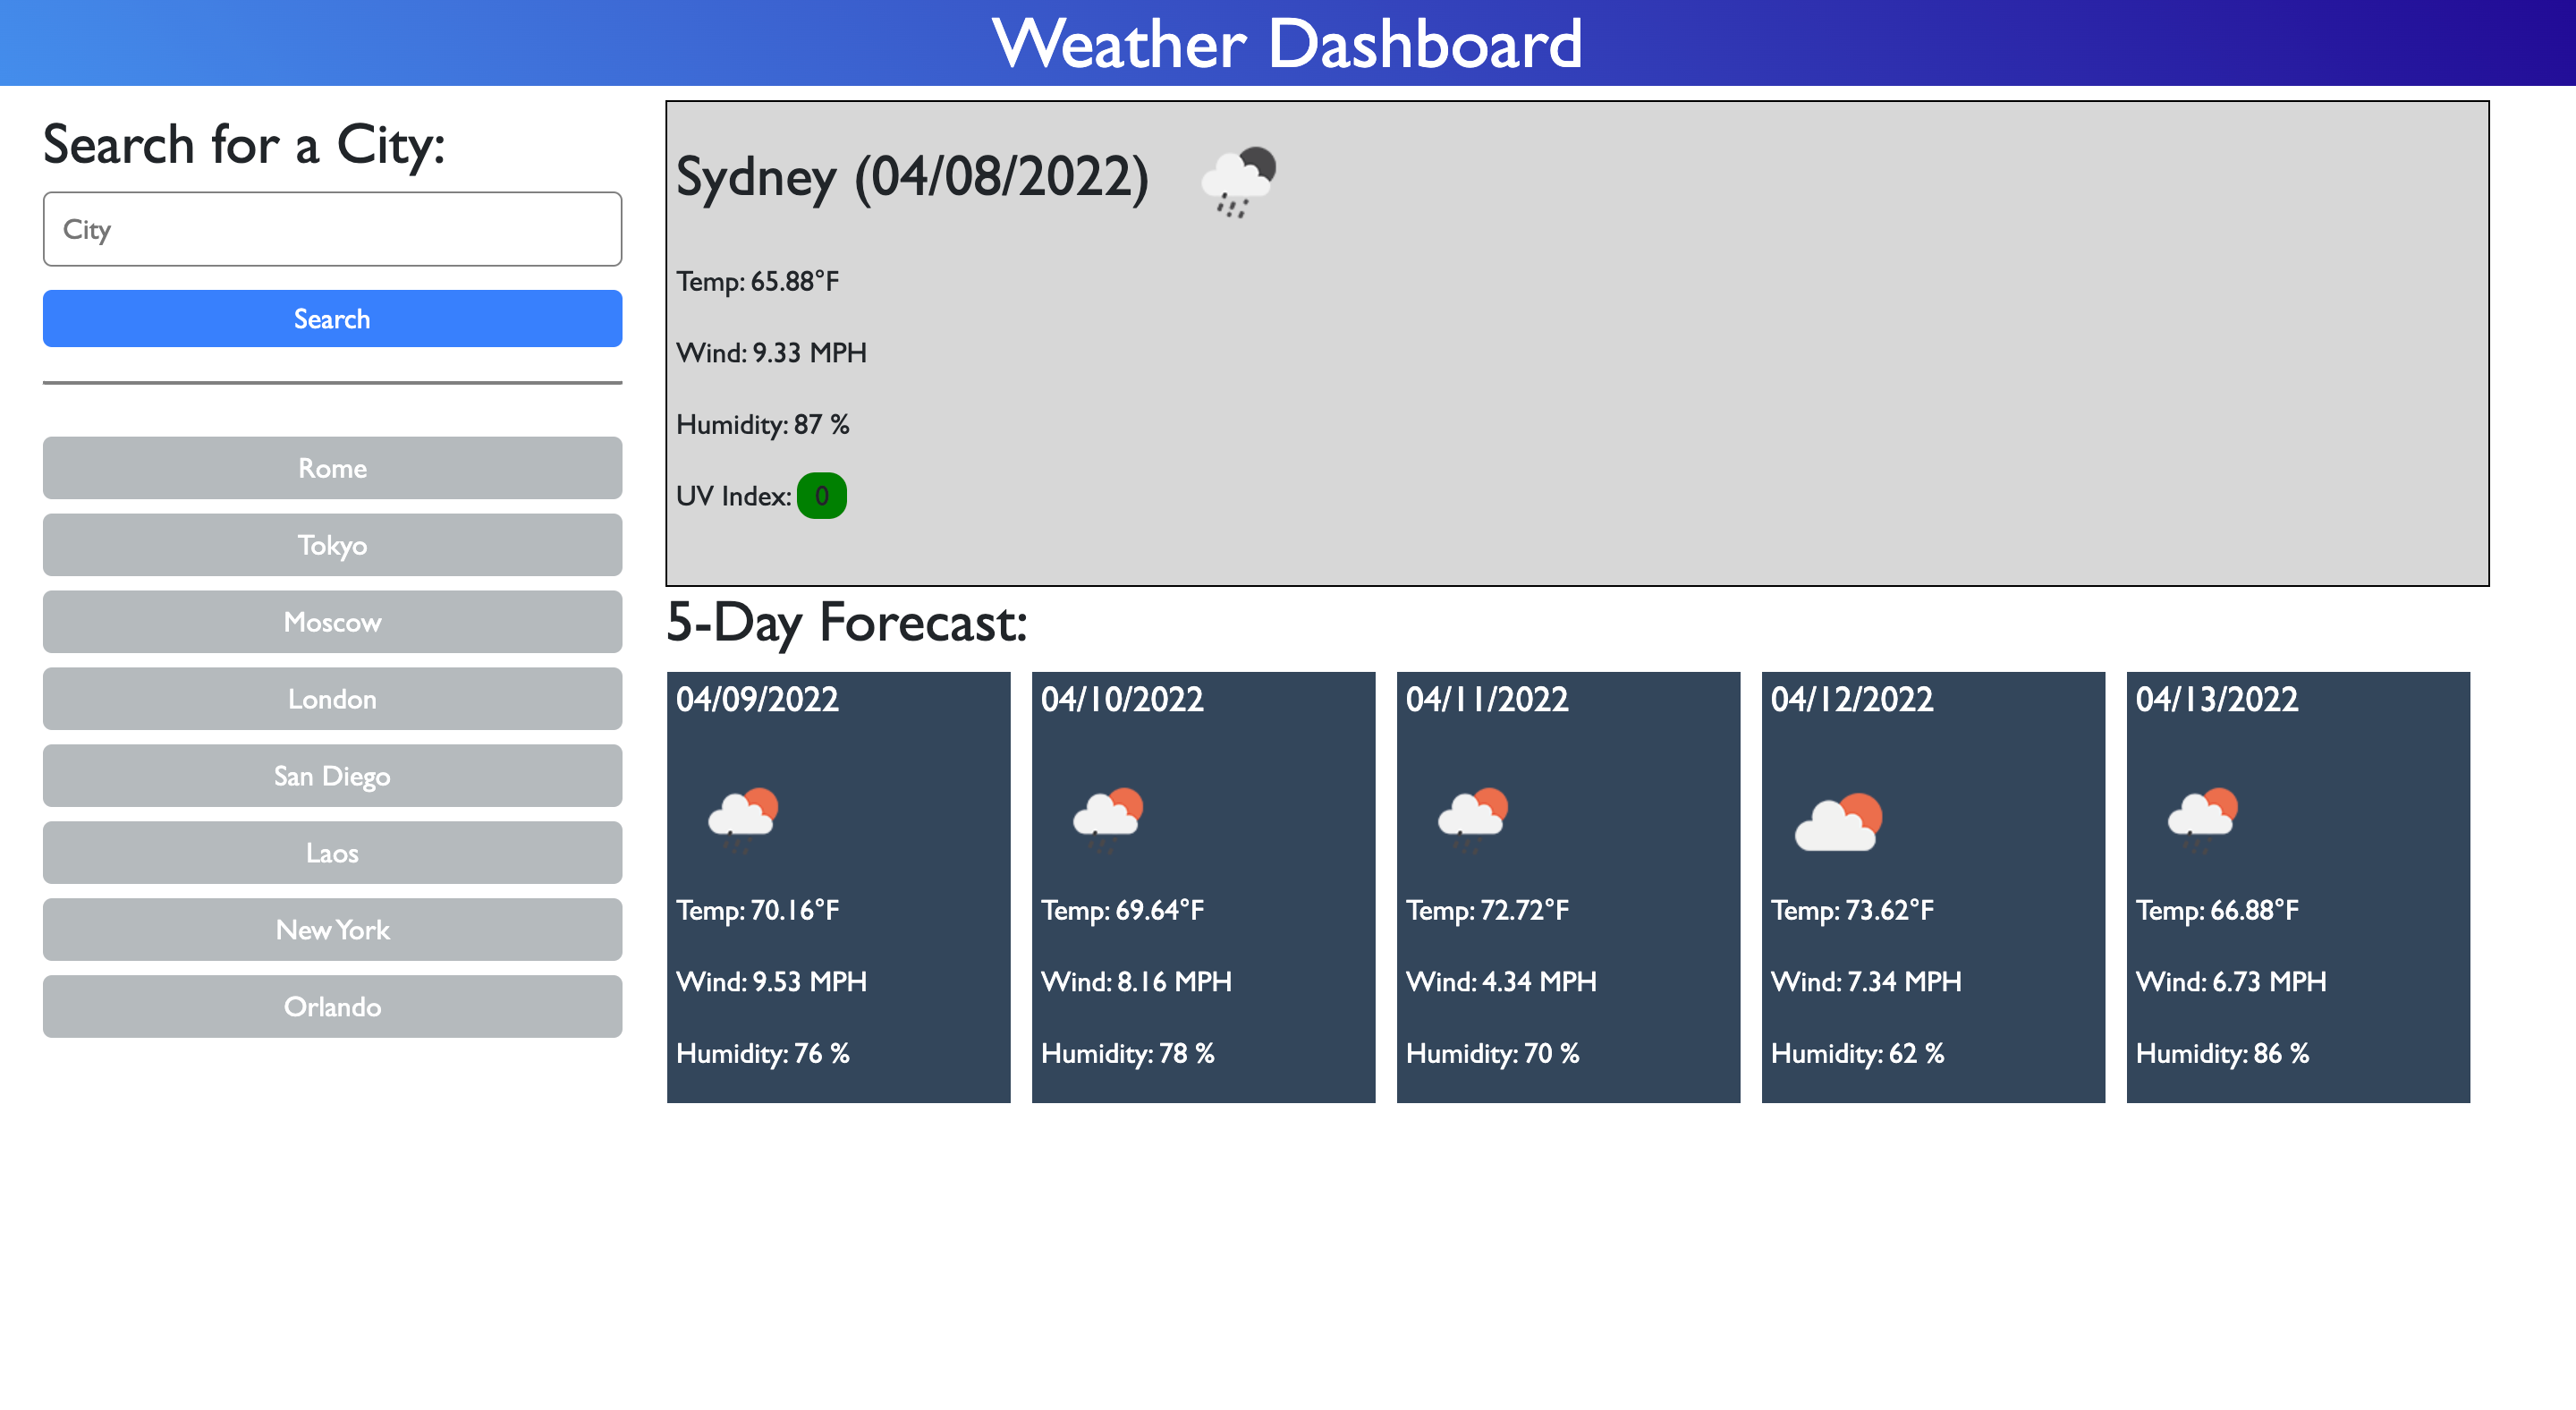 Weather Dashboard
Search for a City:
City
Search
Rome
Tokyo
Moscow
London
San Diego
Laos
New York
Orlando
Sydney (04/08/2022)
Temp: 65.88°F
Wind: 9.33 MPH
Humidity: 87 %
UV Index: 0
5-Day Forecast:
04/09/2022
Temp: 70.16°F
Wind: 9.53 MPH
Humidity: 76 %
04/10/2022
Temp: 69.64°F
Wind: 8.16 MPH
Humidity: 78 %
04/11/2022
Temp: 72.72°F
Wind: 4.34 MPH
Humidity: 70 %
04/12/2022
Temp: 73.62°F
Wind: 7.34 MPH
Humidity: 62 %
04/13/2022
Temp: 66.88°F
Wind: 6.73 MPH
Humidity: 86 %